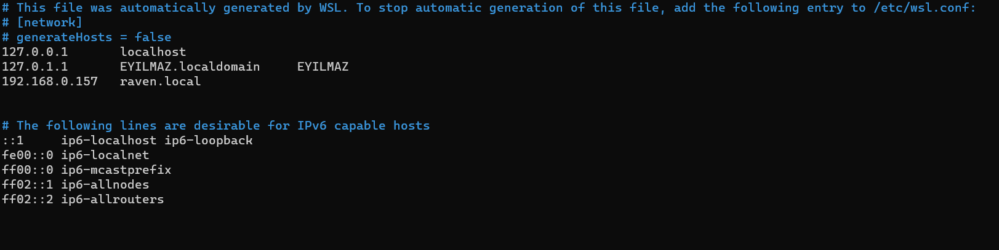 # This file was automatically generated by WSL. To stop automatic generation of this file, add the following entry to /etc/wsl.conf:
# [network]
# generateHosts = false
127.0.0.1       localhost
127.0.1.1       EYILMAZ.localdomain     EYILMAZ
192.168.0.157   raven.local
# The following lines are desirable for IPv6 capable hosts
::1     ip6-localhost ip6-loopback
fe00::0 ip6-localnet
ff00::0 ip6-mcastprefix
ff02::1 ip6-allnodes
ff02::2 ip6-allrouters